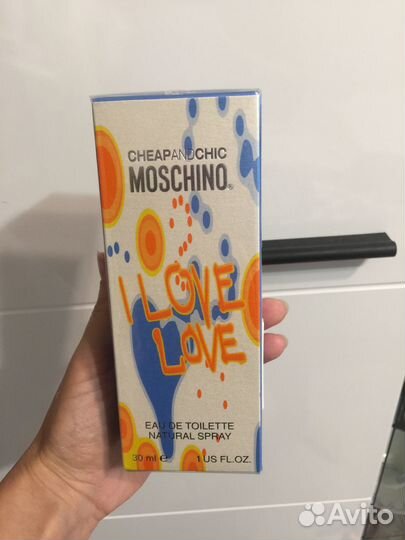 CHEAPANDCHIC
MOSCHINO®
I LOVE
LOVE
EAU DE TOILETTE
NATURAL SPRAY
30 ml e 1 US FL.OZ.
Avito